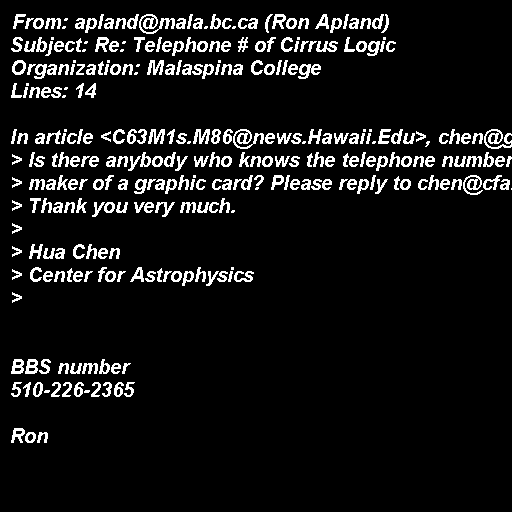 From: apland@mala.bc.ca (Ron Apland)
Subject: Re: Telephone # of Cirrus Logic
Organization: Malaspina College
Lines: 14
In article <C63M1s.M86@news.Hawaii.Edu>, chen@g
> Is there anybody who knows the telephone number
> maker of a graphic card? Please reply to chen@cfa.
> Thank you very much.
>
> Hua Chen
> Center for Astrophysics
>
BBS number
510-226-2365
Ron